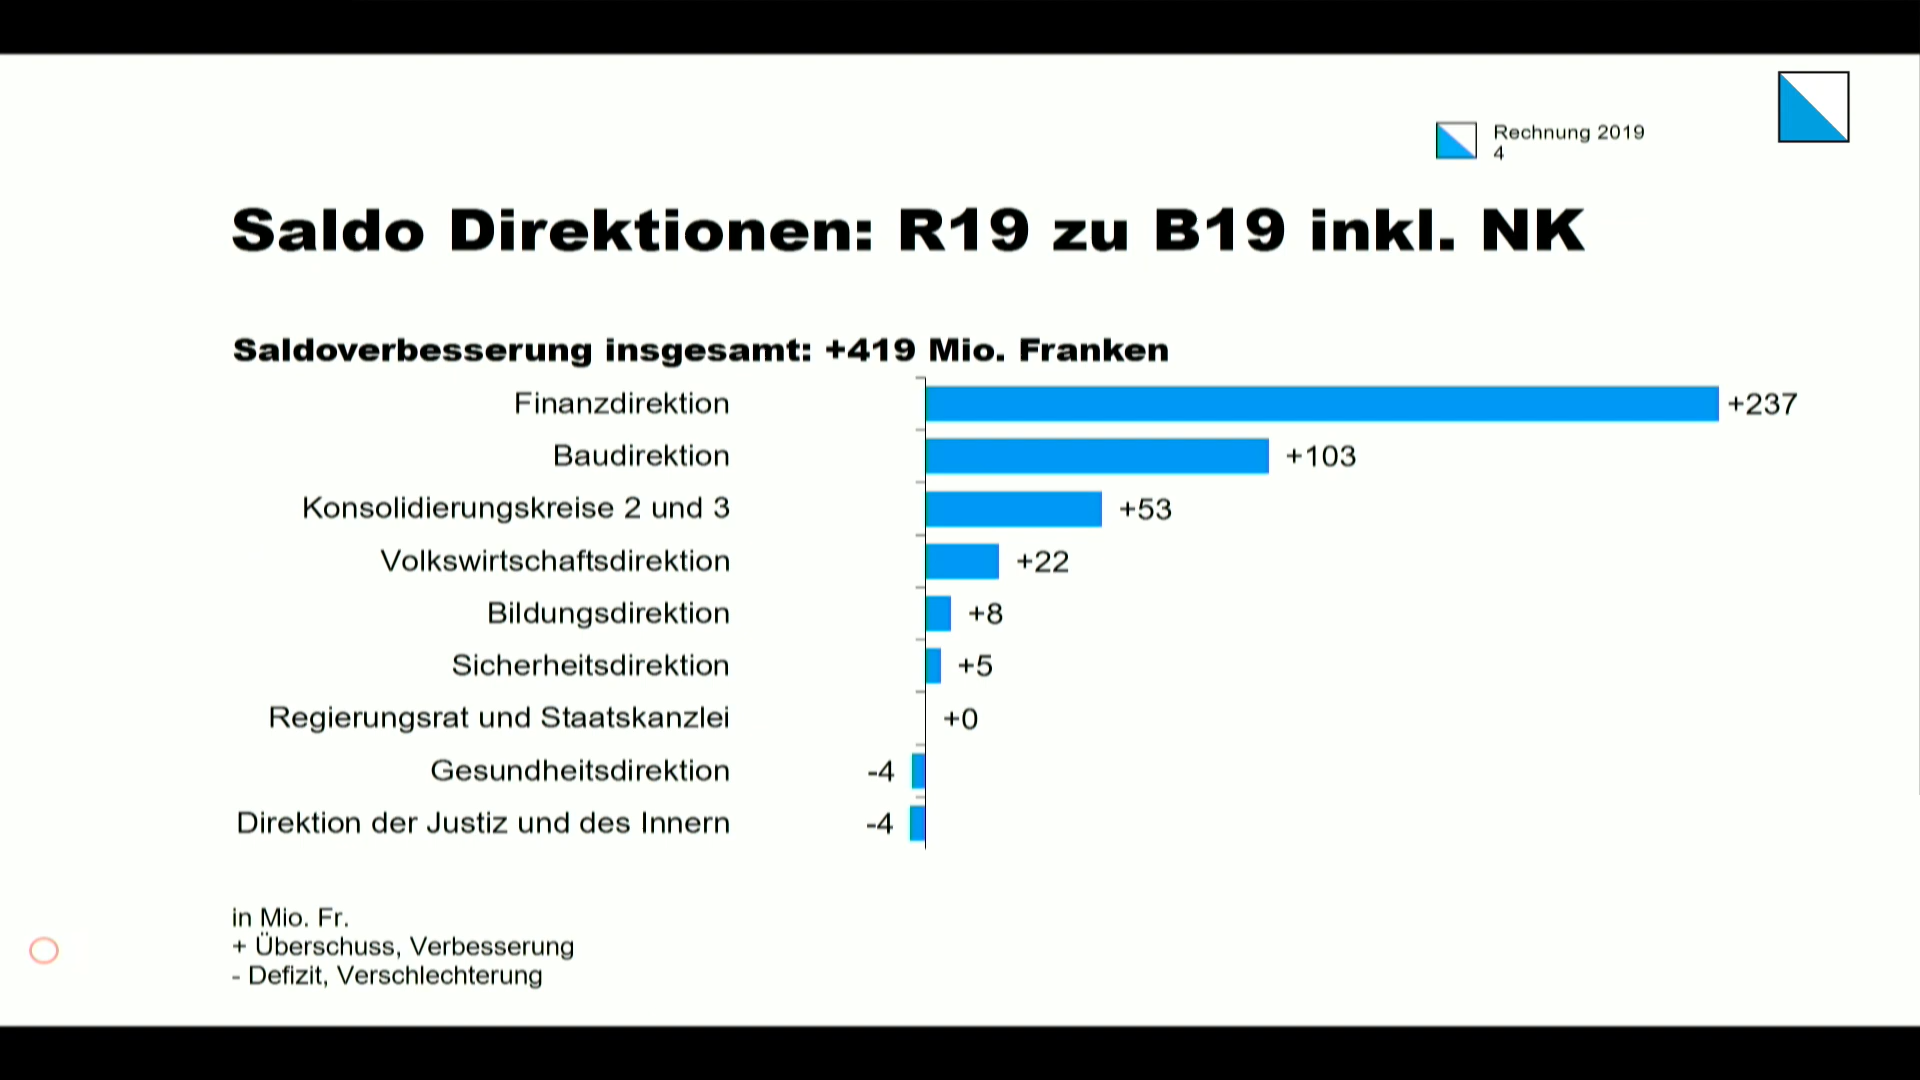 Rechnung 2019
4
Saldo Direktionen: R19 zu B19 inkl. NK
Saldoverbesserung insgesamt: +419 Mio. Franken
Finanzdirektion +237
Baudirektion +103
Konsolidierungskreise 2 und 3 +53
Volkswirtschaftsdirektion +22
Bildungsdirektion +8
Sicherheitsdirektion +5
Regierungsrat und Staatskanzlei +0
Gesundheitsdirektion -4
Direktion der Justiz und des Innern -4
in Mio. Fr.
+ Überschuss, Verbesserung
- Defizit, Verschlechterung